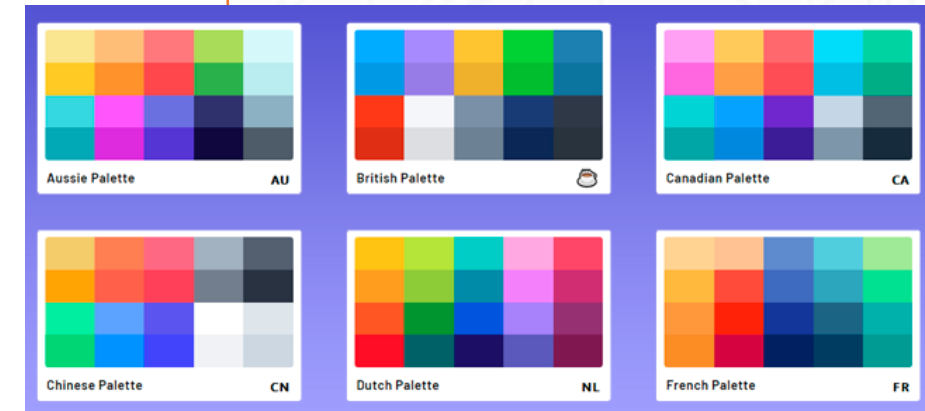 Aussie Palette AU
British Palette
Canadian Palette CA
Chinese Palette CN
Dutch Palette NL
French Palette FR